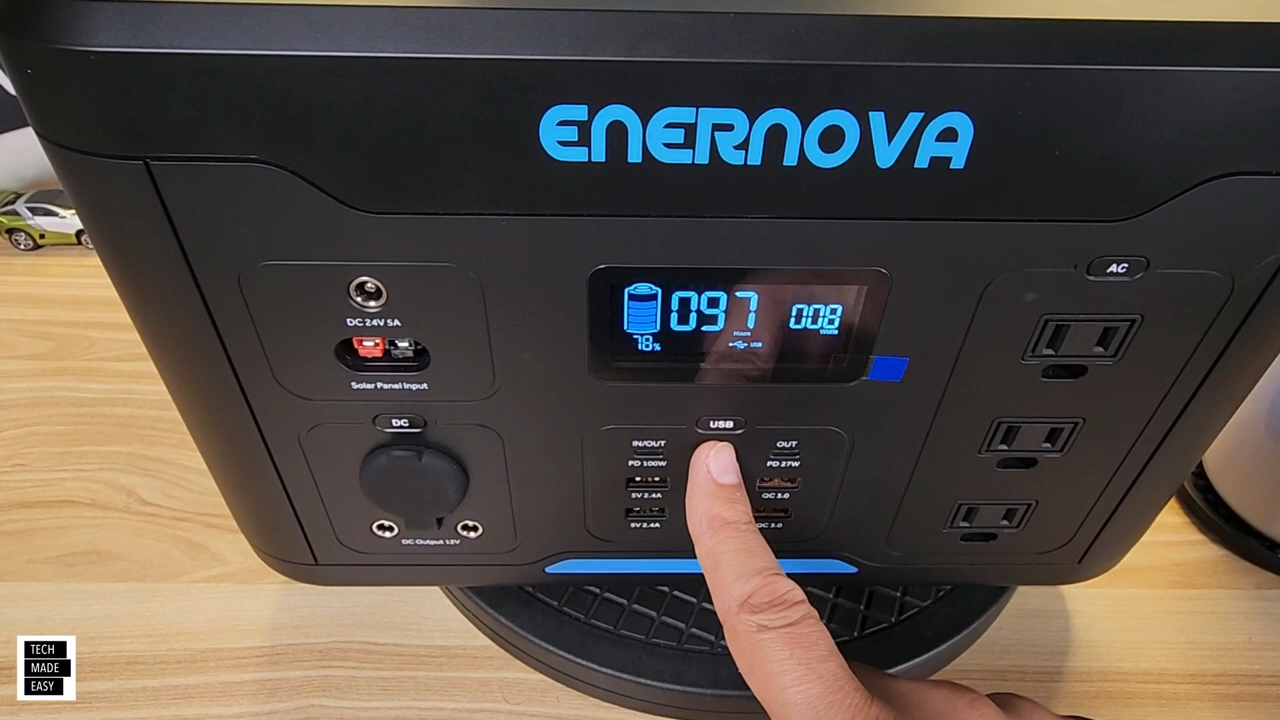 ENERNOVA
AC
DC 24V 5A
Solar Panel Input
097
Hours
008
Watts
78%
USB
DC
DC Output 12V
USB
IN/OUT
PD 100W
5V 2.4A
5V 2.4A
OUT
PD 27W
QC 3.0
QC 3.0
TECH
MADE
EASY